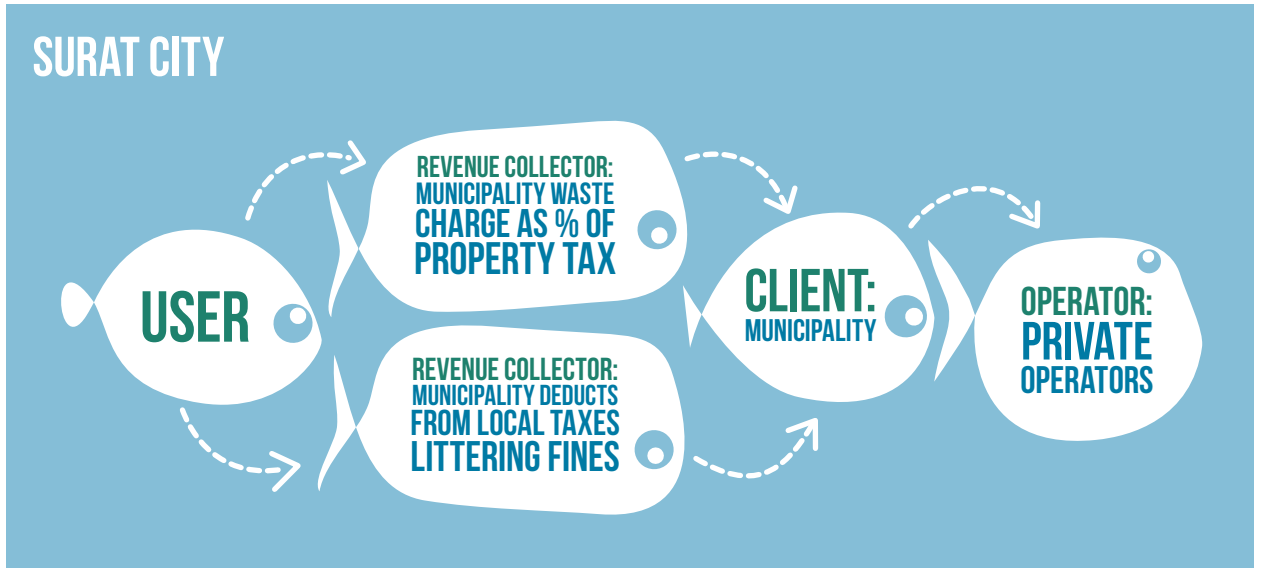 SURAT CITY
USER
REVENUE COLLECTOR:
MUNICIPALITY WASTE
CHARGE AS % OF
PROPERTY TAX
REVENUE COLLECTOR:
MUNICIPALITY DEDUCTS
FROM LOCAL TAXES
LITTERING FINES
CLIENT:
MUNICIPALITY
OPERATOR:
PRIVATE
OPERATORS